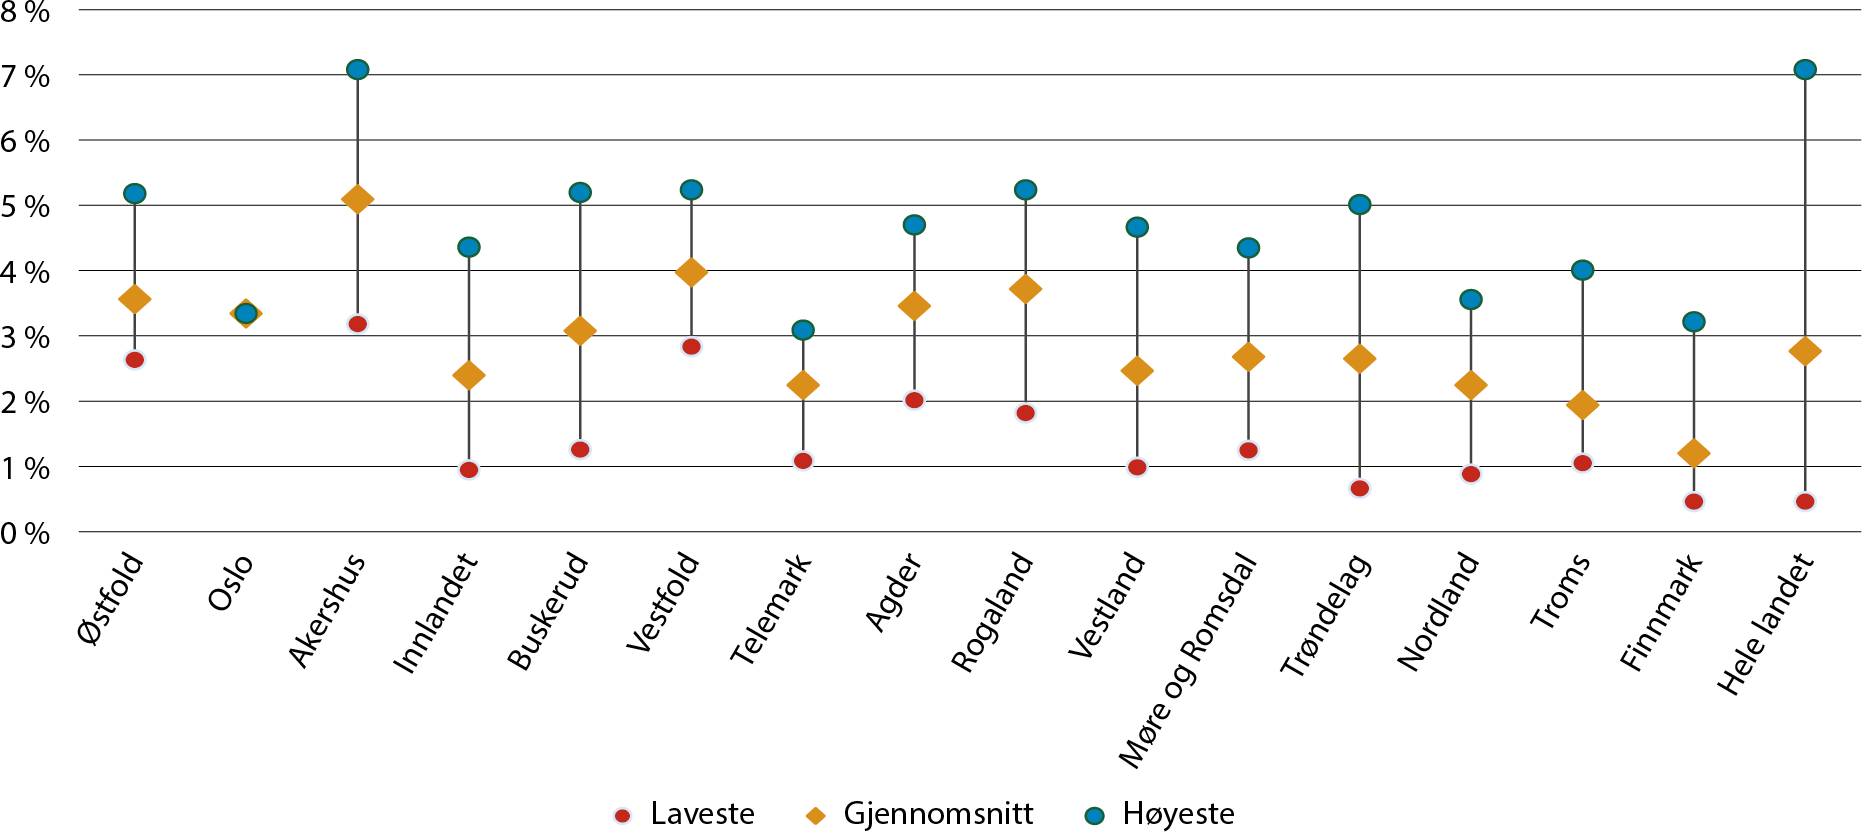 8 %
7 %
6 %
5 %
4 %
3 %
2 %
1 %
0 %
Østfold
Oslo
Akershus
Innlandet
Buskerud
Vestfold
Telemark
Agder
Rogaland
Vestland
Møre og Romsdal
Trøndelag
Nordland
Troms
Finnmark
Hele landet
Laveste
Gjennomsnitt
Høyeste